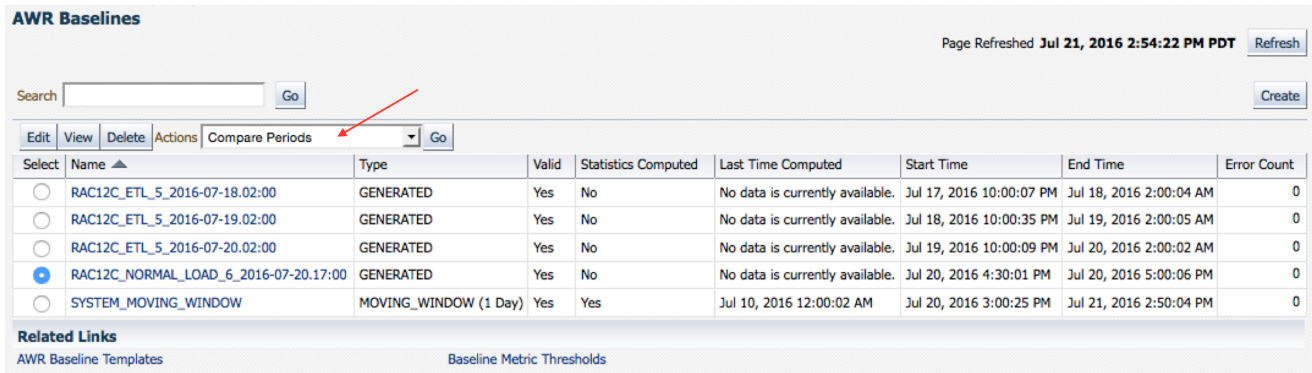 AWR Baselines
Page Refreshed Jul 21, 2016 2:54:22 PM PDT Refresh
Search Go Create
Edit View Delete Actions Compare Periods Go
Select Name Type Valid Statistics Computed Last Time Computed Start Time End Time Error Count
RAC12C_ETL_5_2016-07-18.02:00 GENERATED Yes No No data is currently available. Jul 17, 2016 10:00:07 PM Jul 18, 2016 2:00:04 AM 0
RAC12C_ETL_5_2016-07-19.02:00 GENERATED Yes No No data is currently available. Jul 18, 2016 10:00:35 PM Jul 19, 2016 2:00:05 AM 0
RAC12C_ETL_5_2016-07-20.02:00 GENERATED Yes No No data is currently available. Jul 19, 2016 10:00:09 PM Jul 20, 2016 2:00:02 AM 0
RAC12C_NORMAL_LOAD_6_2016-07-20.17:00 GENERATED Yes No No data is currently available. Jul 20, 2016 4:30:01 PM Jul 20, 2016 5:00:06 PM 0
SYSTEM_MOVING_WINDOW MOVING_WINDOW (1 Day) Yes Yes Jul 10, 2016 12:00:02 AM Jul 20, 2016 3:00:25 PM Jul 21, 2016 2:50:04 PM 0
Related Links
AWR Baseline Templates Baseline Metric Thresholds